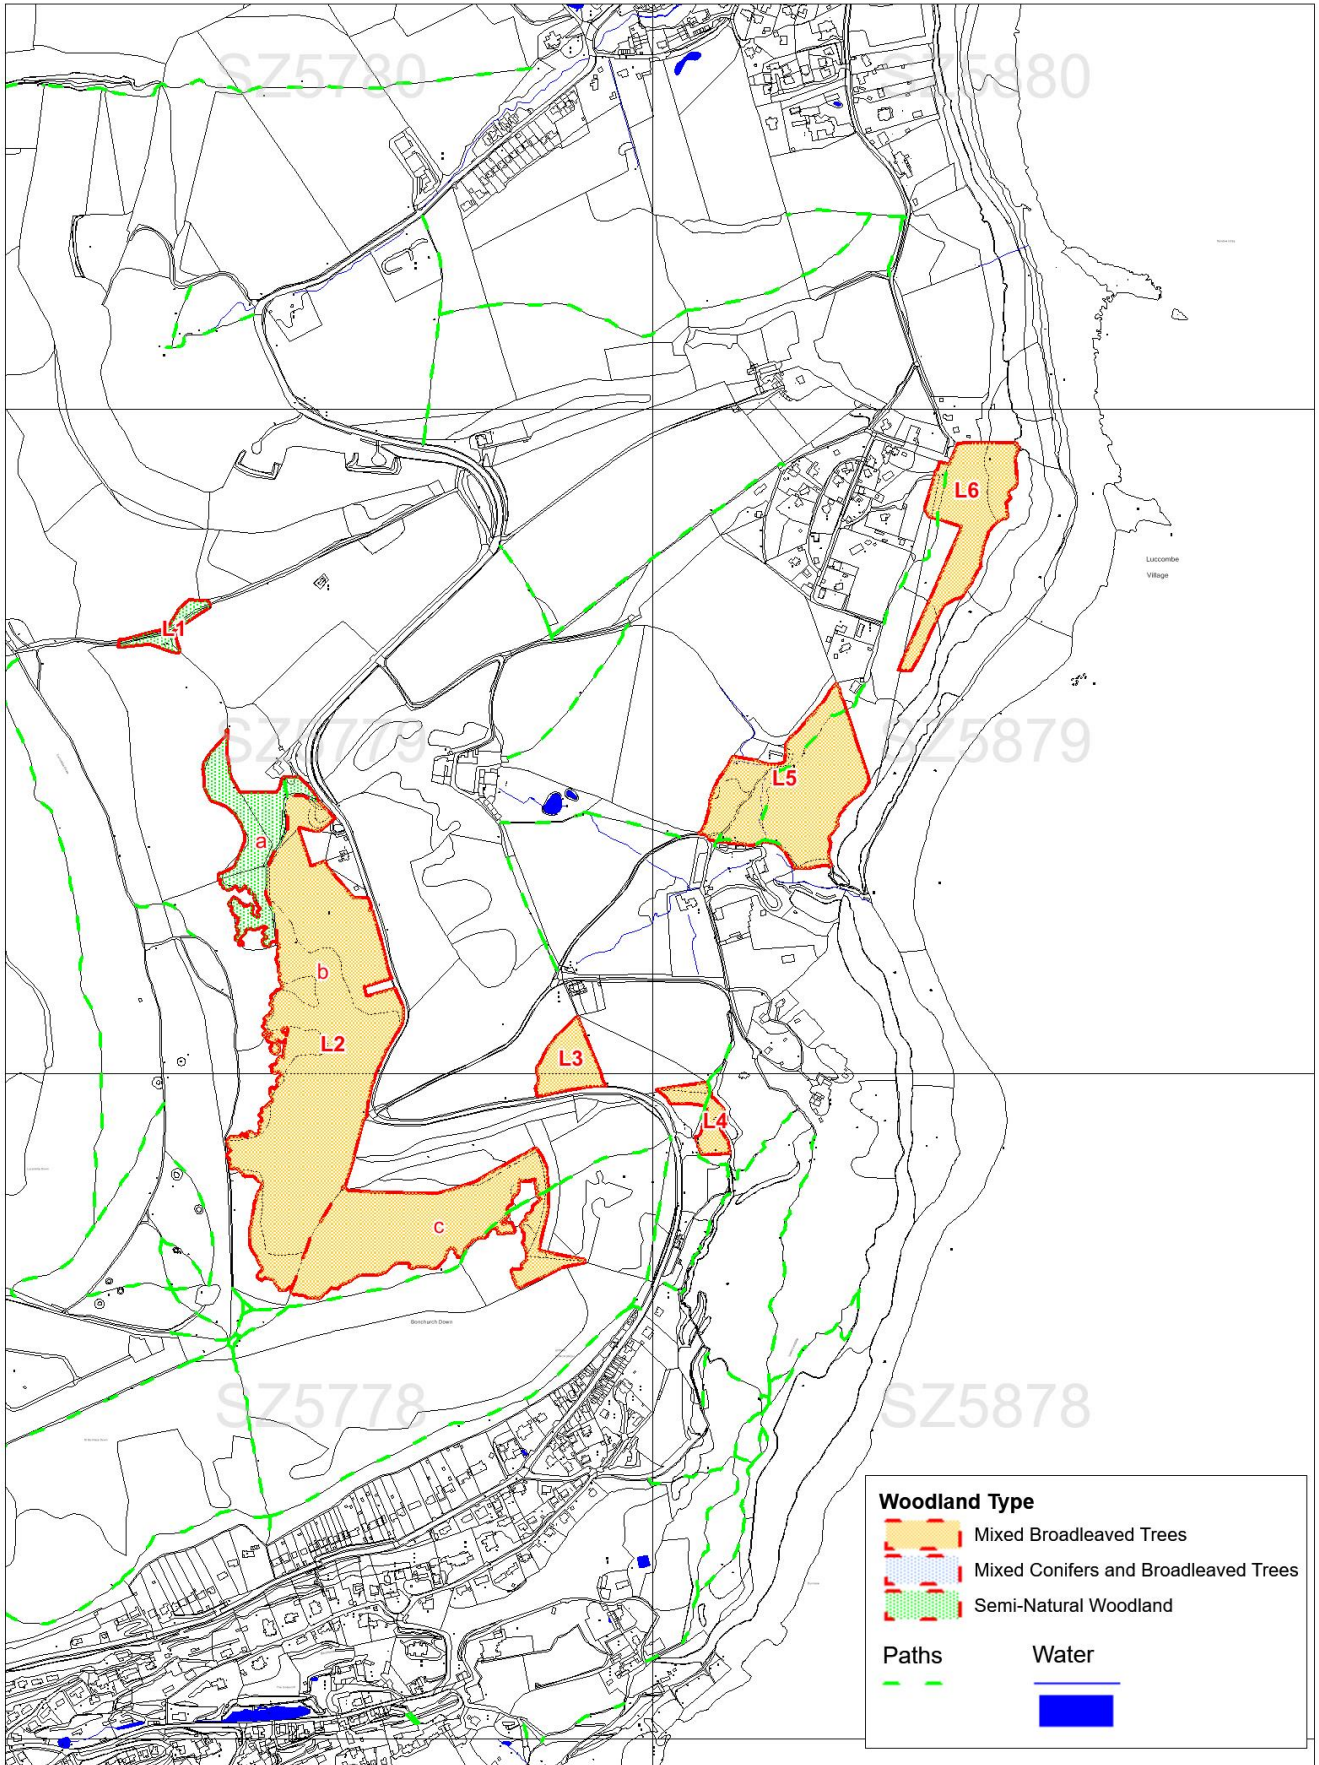 SZ5780
SZ5880
L6
Luccombe
Village
L1
SZ5779
SZ5879
L5
a
b
L2
L3
L4
c
Bonchurch Down
SZ5778
SZ5878
Woodland Type
Mixed Broadleaved Trees
Mixed Conifers and Broadleaved Trees
Semi-Natural Woodland
Paths
Water